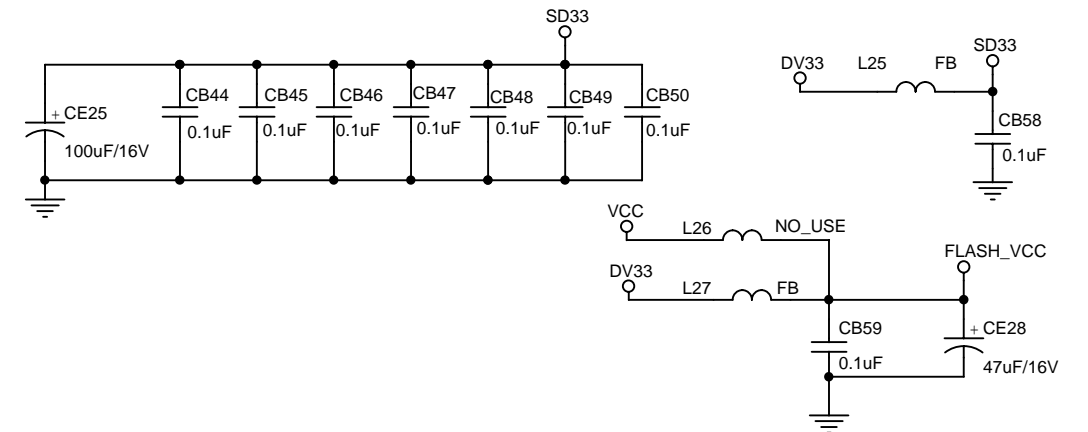 SD33
CB44
CB45
CB46
CB47
CB48
CB49
CB50
+ CE25
0.1uF
0.1uF
0.1uF
0.1uF
0.1uF
0.1uF
0.1uF
100uF/16V
DV33
L25
FB
SD33
CB58
0.1uF
VCC
L26
NO_USE
DV33
L27
FB
FLASH_VCC
CB59
0.1uF
+ CE28
47uF/16V